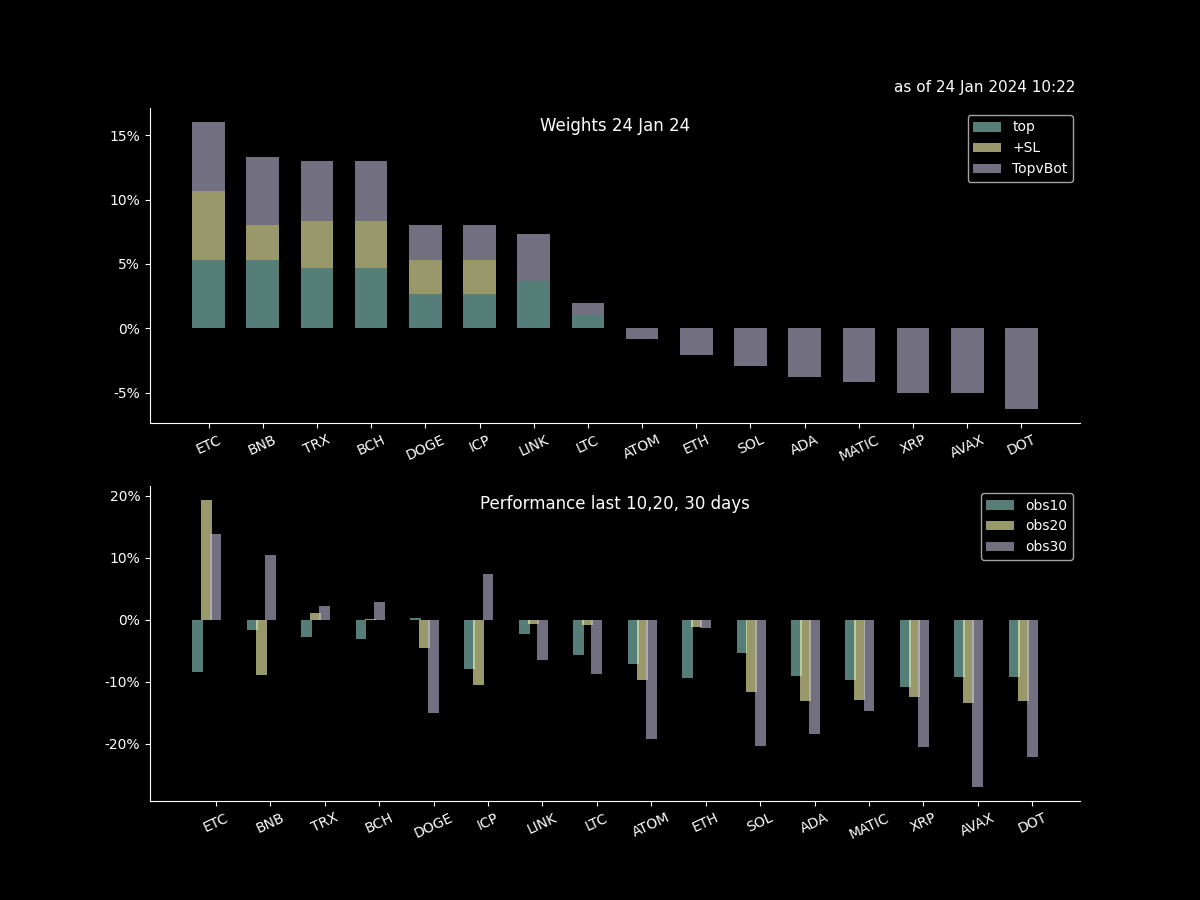 as of 24 Jan 2024 10:22
Weights 24 Jan 24
top
+SL
TopvBot
15%
10%
5%
0%
-5%
ETC BNB TRX BCH DOGE ICP LINK LTC ATOM ETH SOL ADA MATIC XRP AVAX DOT
Performance last 10,20, 30 days
obs10
obs20
obs30
20%
10%
0%
-10%
-20%
ETC BNB TRX BCH DOGE ICP LINK LTC ATOM ETH SOL ADA MATIC XRP AVAX DOT